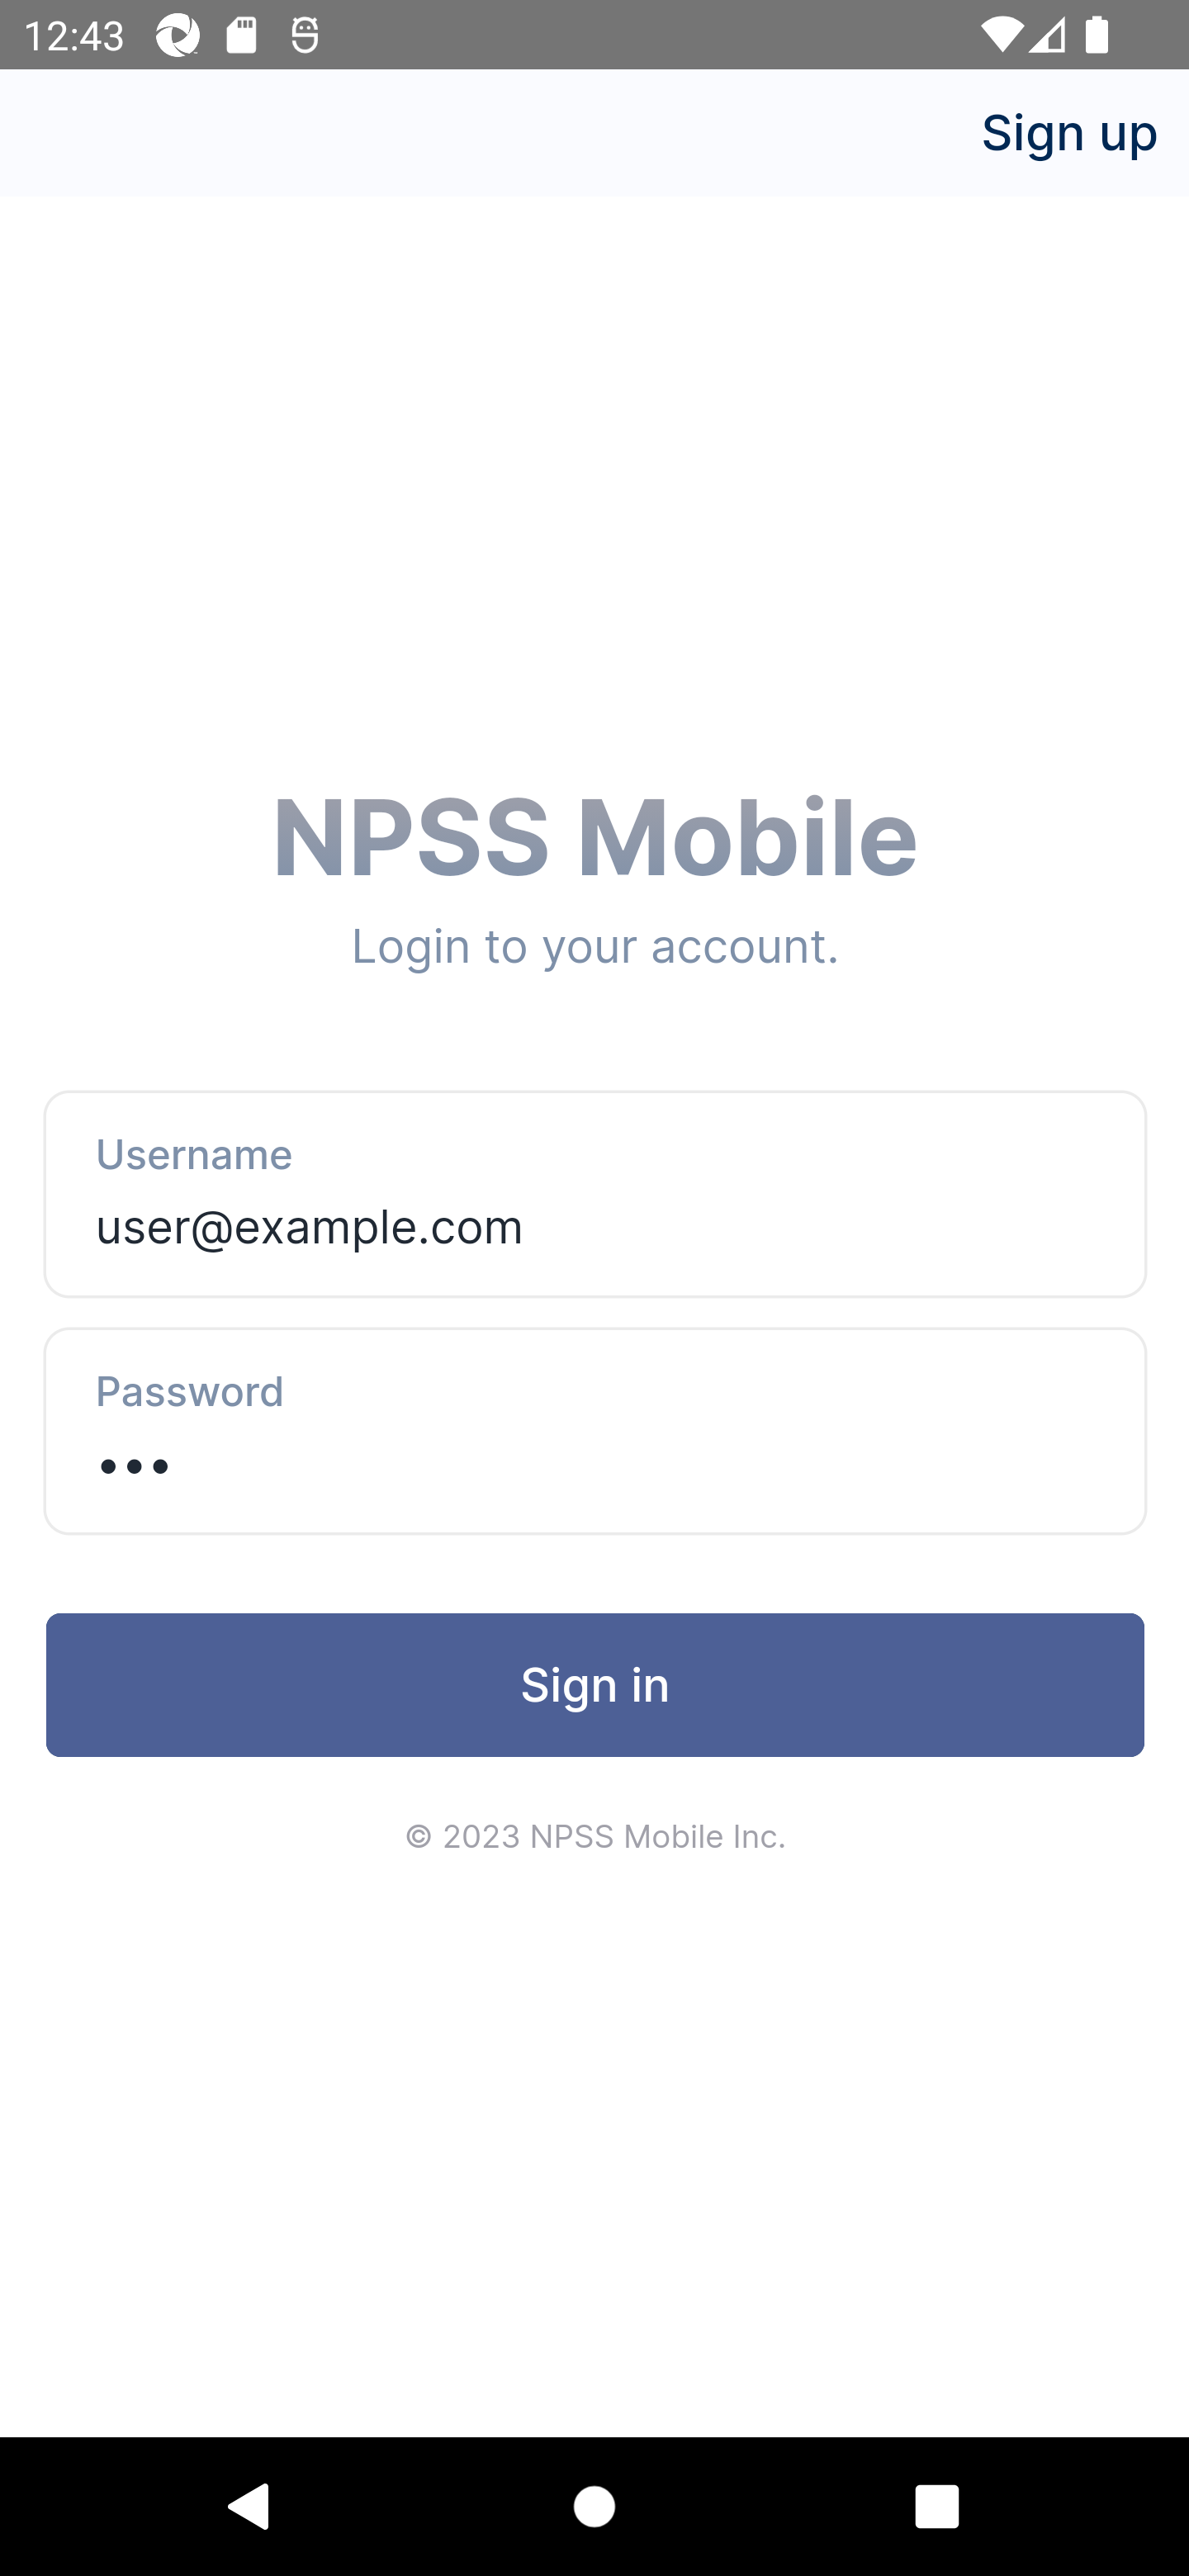 12:43
Sign up
NPSS Mobile
Login to your account.
Username
user@example.com
Password
•••
Sign in
© 2023 NPSS Mobile Inc.